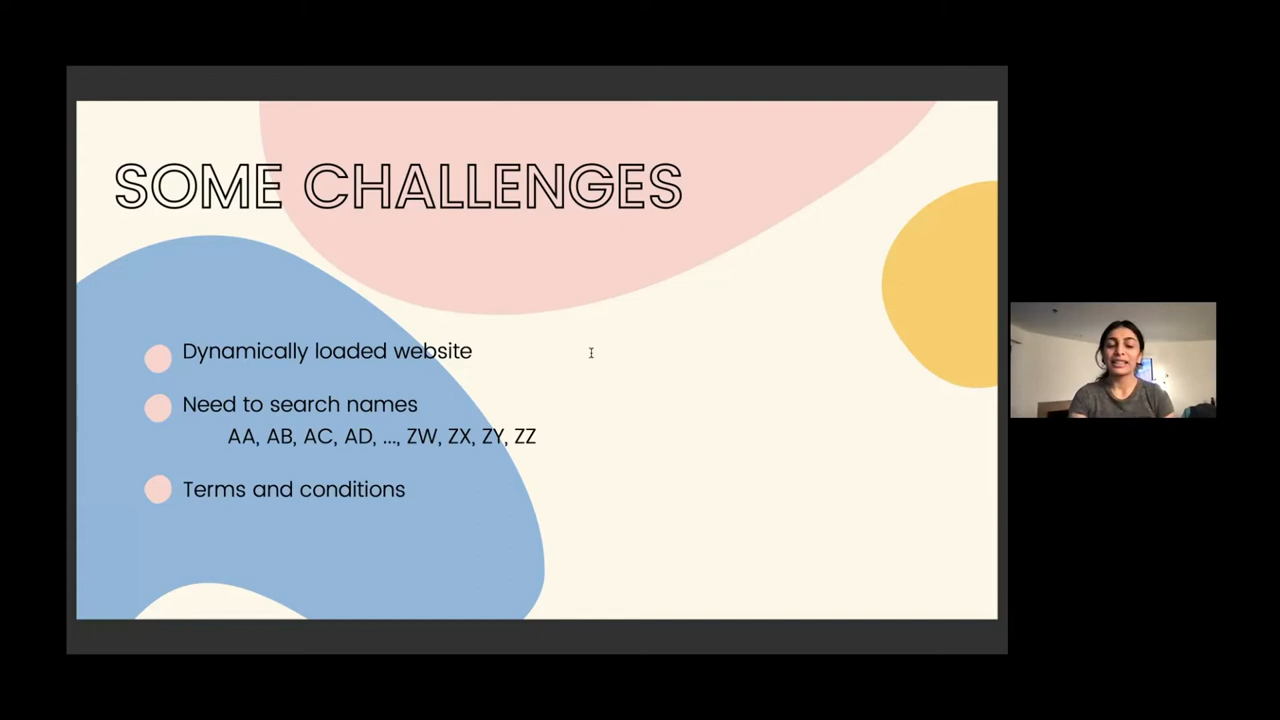 SOME CHALLENGES
Dynamically loaded website
Need to search names
AA, AB, AC, AD, ..., ZW, ZX, ZY, ZZ
Terms and conditions